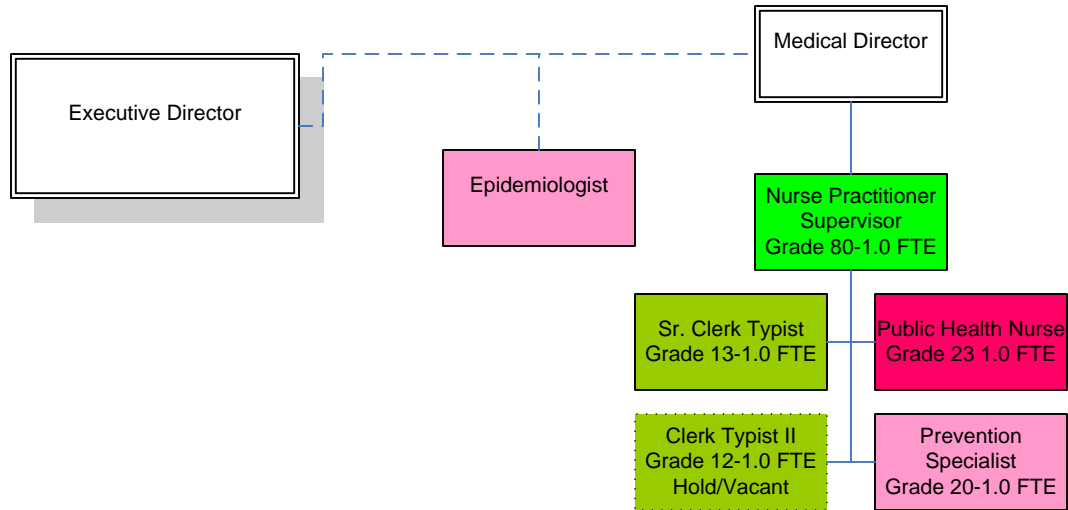 Medical Director
Executive Director
Epidemiologist
Nurse Practitioner
Supervisor
Grade 80-1.0 FTE
Sr. Clerk Typist
Grade 13-1.0 FTE
Public Health Nurse
Grade 23 1.0 FTE
Clerk Typist II
Grade 12-1.0 FTE
Hold/Vacant
Prevention
Specialist
Grade 20-1.0 FTE